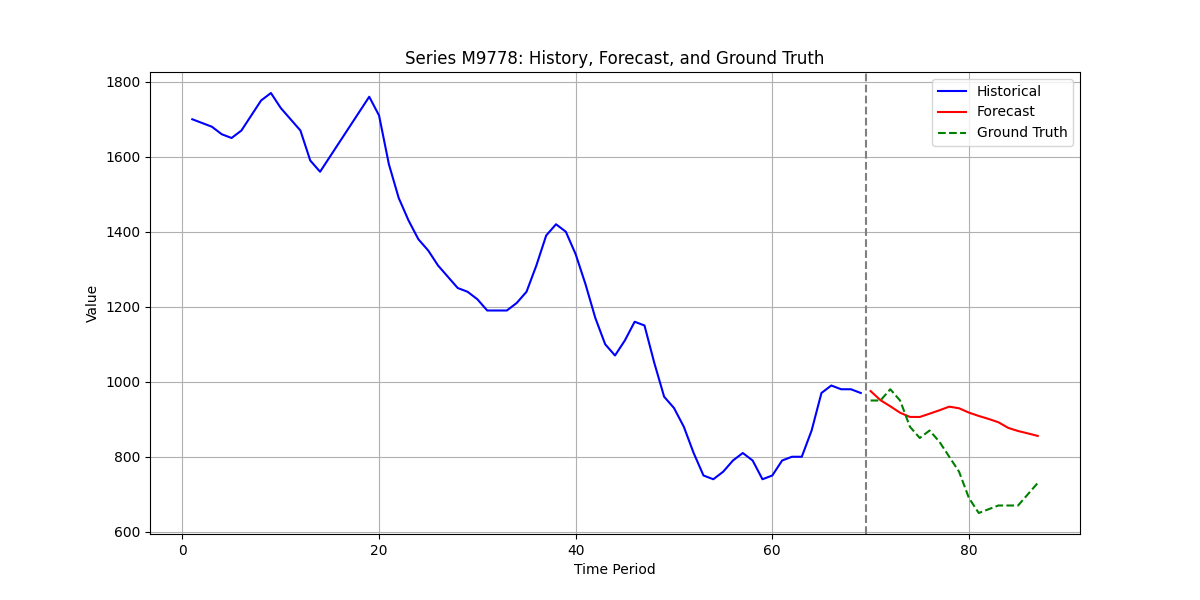 Series M9778: History, Forecast, and Ground Truth
Historical
Forecast
Ground Truth
Value
1800
1600
1400
1200
1000
800
600
0 20 40 60 80
Time Period